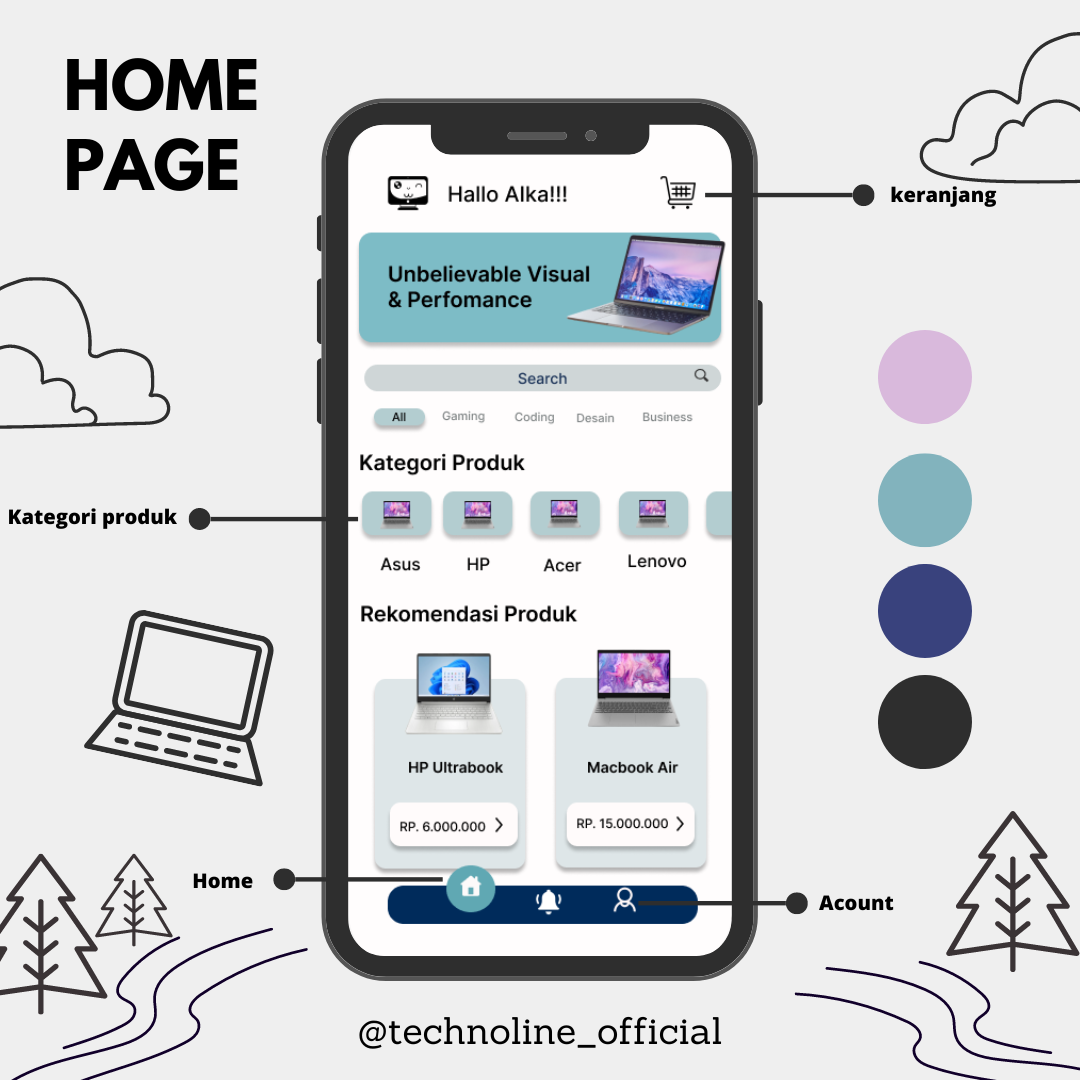 HOME
PAGE
Hallo Alka!!!
keranjang
Unbelievable Visual
& Perfomance
Search
All Gaming Coding Desain Business
Kategori Produk
Kategori produk
Asus HP Acer Lenovo
Rekomendasi Produk
HP Ultrabook Macbook Air
RP. 6.000.000 RP. 15.000.000
Home
Acount
@technoline_official